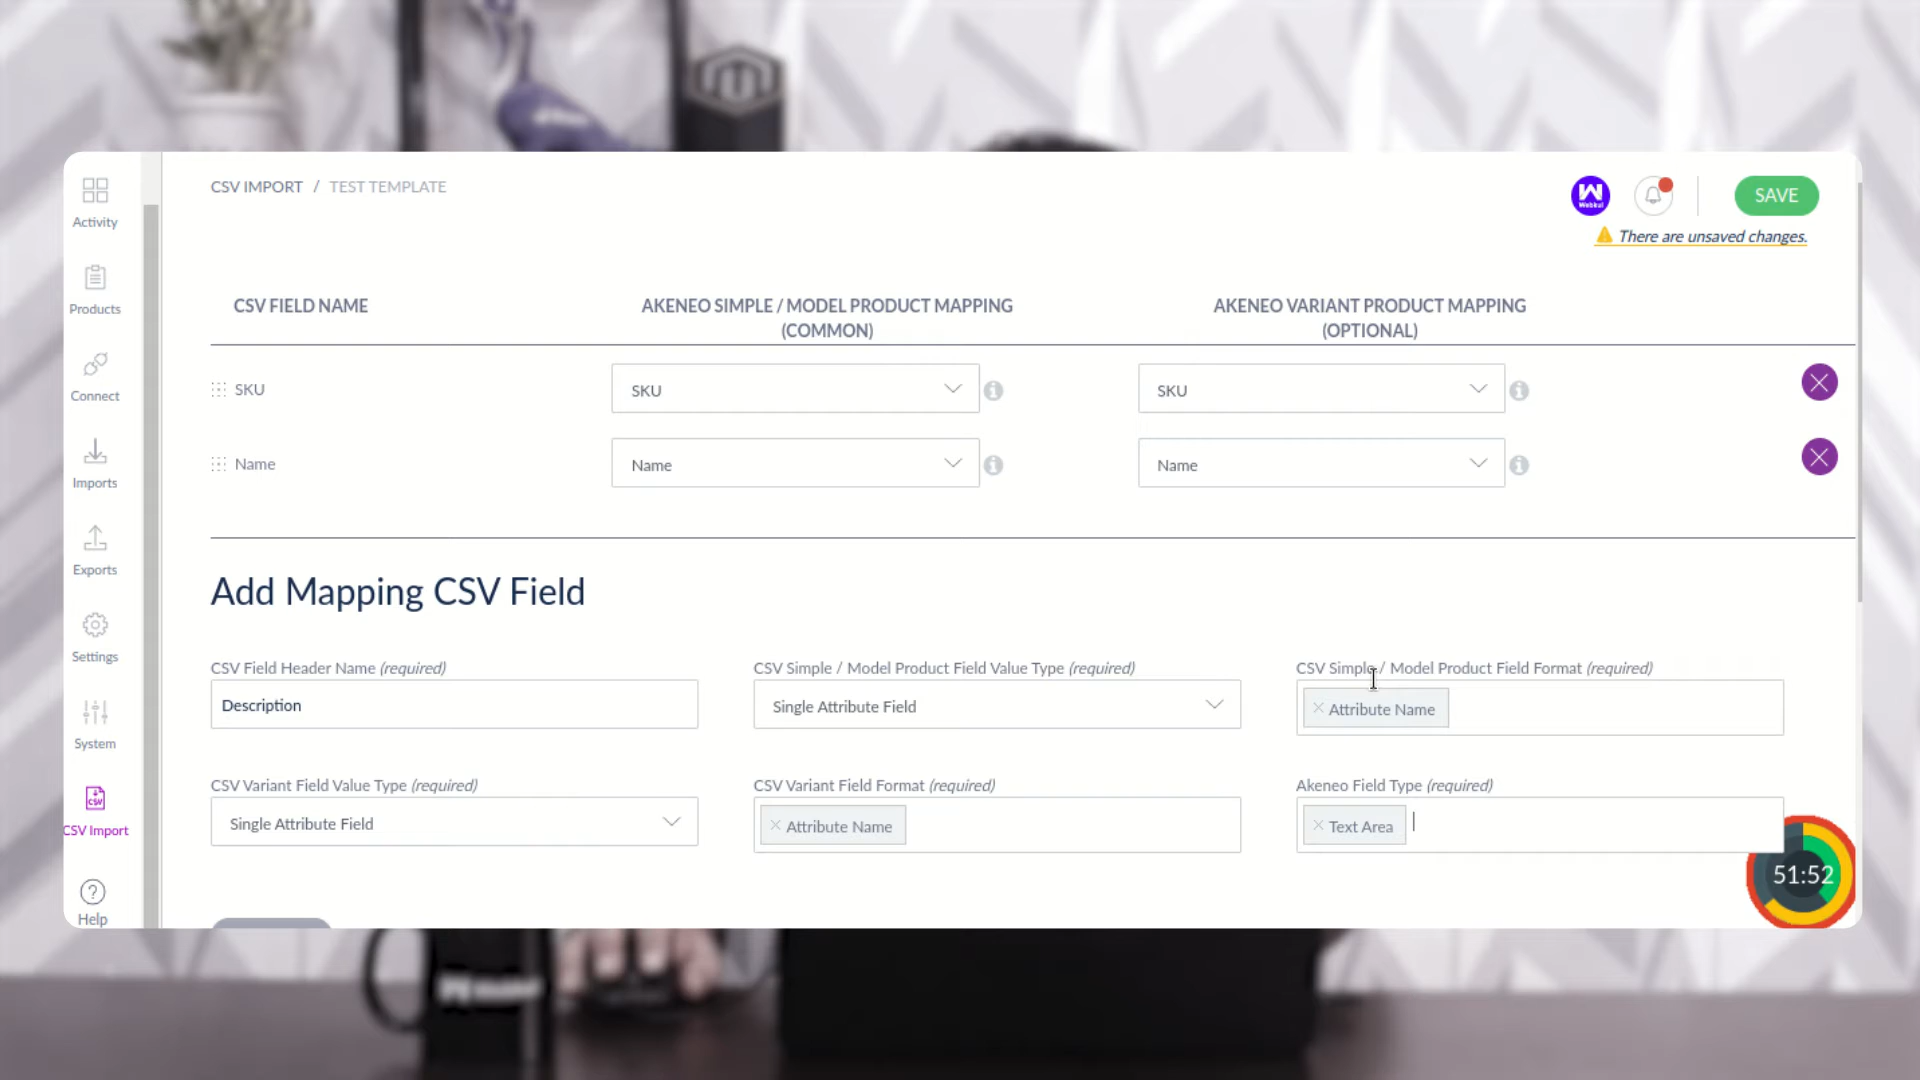 CSV IMPORT / TEST TEMPLATE
Webkul
SAVE
There are unsaved changes.
Activity
Products
Connect
Imports
Exports
Settings
System
CSV
CSV Import
Help
CSV FIELD NAME
AKENEO SIMPLE / MODEL PRODUCT MAPPING
(COMMON)
AKENEO VARIANT PRODUCT MAPPING
(OPTIONAL)
SKU
SKU
SKU
Name
Name
Name
Add Mapping CSV Field
CSV Field Header Name (required)
Description
CSV Simple / Model Product Field Value Type (required)
Single Attribute Field
CSV Simple / Model Product Field Format (required)
× Attribute Name
CSV Variant Field Value Type (required)
Single Attribute Field
CSV Variant Field Format (required)
× Attribute Name
Akeneo Field Type (required)
× Text Area
51:52